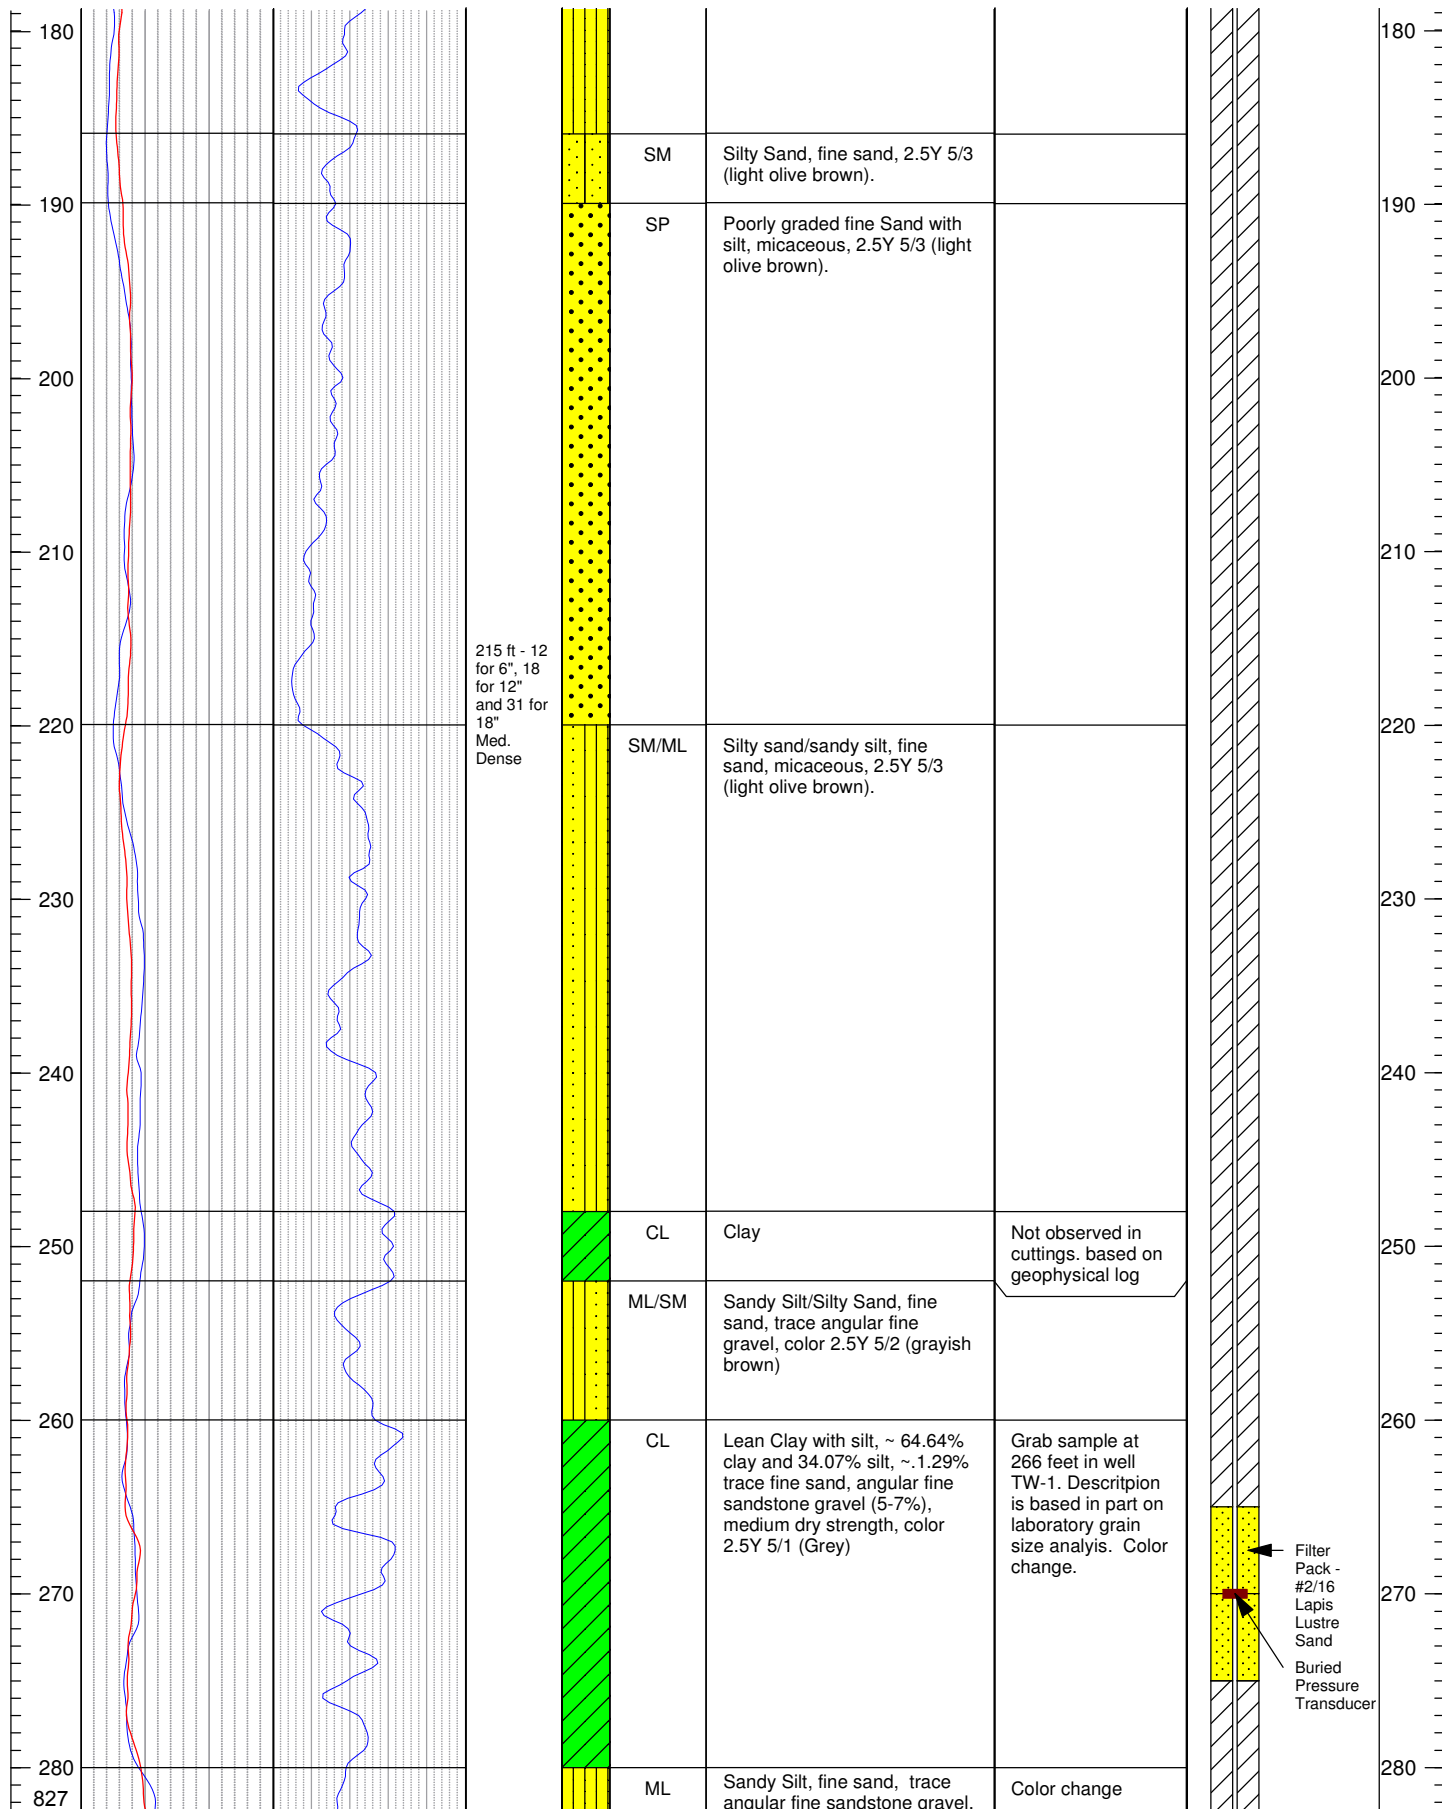 180
180
SM
Silty Sand, fine sand, 2.5Y 5/3
(light olive brown).
190
190
SP
Poorly graded fine Sand with
silt, micaceous, 2.5Y 5/3 (light
olive brown).
200
200
210
210
215 ft - 12
for 6", 18
for 12"
and 31 for
18"
Med.
Dense
220
220
SM/ML
Silty sand/sandy silt, fine
sand, micaceous, 2.5Y 5/3
(light olive brown).
230
230
240
240
CL
Clay
Not observed in
cuttings. based on
geophysical log
250
250
ML/SM
Sandy Silt/Silty Sand, fine
sand, trace angular fine
gravel, color 2.5Y 5/2 (grayish
brown)
260
260
CL
Lean Clay with silt, ~ 64.64%
clay and 34.07% silt, ~.1.29%
trace fine sand, angular fine
sandstone gravel (5-7%),
medium dry strength, color
2.5Y 5/1 (Grey)
Grab sample at
266 feet in well
TW-1. Descritpion
is based in part on
laboratory grain
size analyis.  Color
change.
Filter
Pack -
#2/16
Lapis
Lustre
Sand
270
270
Buried
Pressure
Transducer
280
280
827
ML
Sandy Silt, fine sand,  trace
angular fine sandstone gravel,
Color change